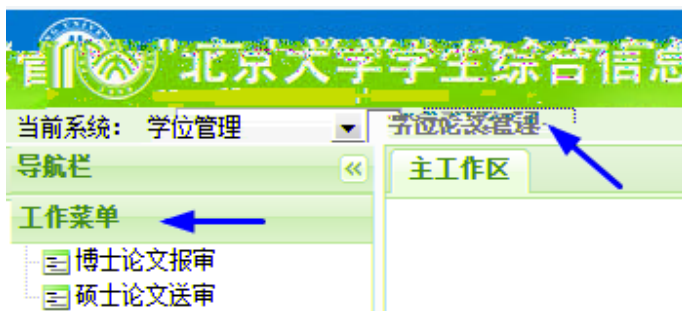 北京大学学生综合信息
当前系统： 学位管理 学位论文管理
导航栏 主工作区
工作菜单
博士论文报审
硕士论文送审